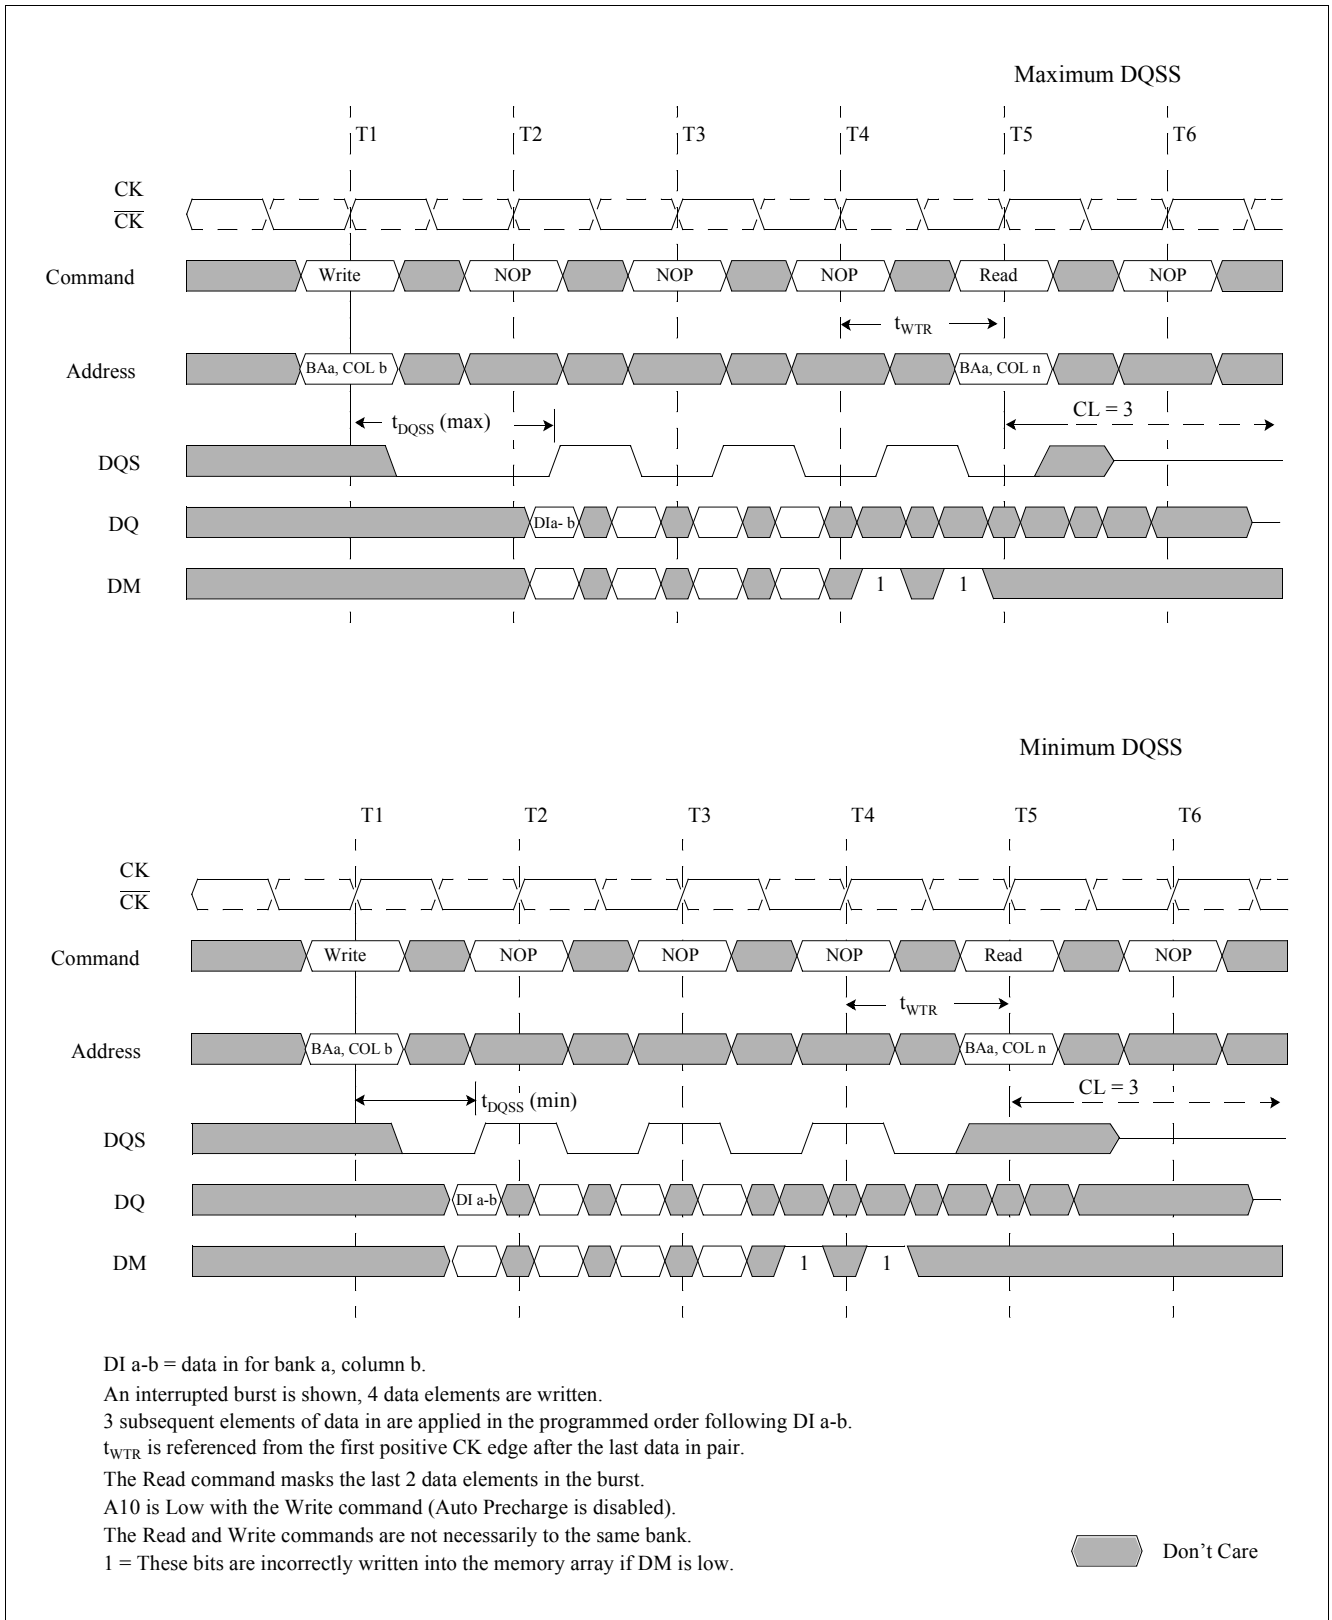 Maximum DQSS
T1 T2 T3 T4 T5 T6
CK
CK
Command Write NOP NOP NOP Read NOP
tWTR
Address BAa, COL b BAa, COL n
tDQSS (max) CL = 3
DQS
DQ DIa- b
DM 1 1
Minimum DQSS
T1 T2 T3 T4 T5 T6
CK
CK
Command Write NOP NOP NOP Read NOP
tWTR
Address BAa, COL b BAa, COL n
tDQSS (min) CL = 3
DQS
DQ DI a-b
DM 1 1
DI a-b = data in for bank a, column b.
An interrupted burst is shown, 4 data elements are written.
3 subsequent elements of data in are applied in the programmed order following DI a-b.
tWTR is referenced from the first positive CK edge after the last data in pair.
The Read command masks the last 2 data elements in the burst.
A10 is Low with the Write command (Auto Precharge is disabled).
The Read and Write commands are not necessarily to the same bank.
1 = These bits are incorrectly written into the memory array if DM is low.
Don't Care